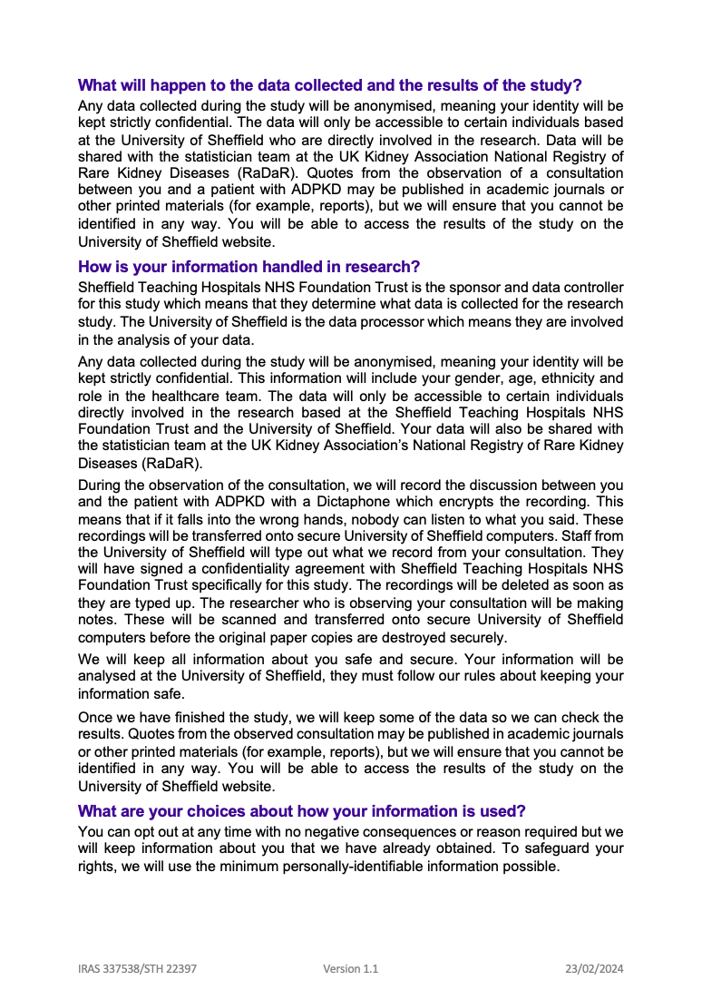 What will happen to the data collected and the results of the study?
Any data collected during the study will be anonymised, meaning your identity will be
kept strictly confidential. The data will only be accessible to certain individuals based
at the University of Sheffield who are directly involved in the research. Data will be
shared with the statistician team at the UK Kidney Association National Registry of
Rare Kidney Diseases (RaDaR). Quotes from the observation of a consultation
between you and a patient with ADPKD may be published in academic journals or
other printed materials (for example, reports), but we will ensure that you cannot be
identified in any way. You will be able to access the results of the study on the
University of Sheffield website.
How is your information handled in research?
Sheffield Teaching Hospitals NHS Foundation Trust is the sponsor and data controller
for this study which means that they determine what data is collected for the research
study. The University of Sheffield is the data processor which means they are involved
in the analysis of your data.
Any data collected during the study will be anonymised, meaning your identity will be
kept strictly confidential. This information will include your gender, age, ethnicity and
role in the healthcare team. The data will only be accessible to certain individuals
directly involved in the research based at the Sheffield Teaching Hospitals NHS
Foundation Trust and the University of Sheffield. Your data will also be shared with
the statistician team at the UK Kidney Association’s National Registry of Rare Kidney
Diseases (RaDaR).
During the observation of the consultation, we will record the discussion between you
and the patient with ADPKD with a Dictaphone which encrypts the recording. This
means that if it falls into the wrong hands, nobody can listen to what you said. These
recordings will be transferred onto secure University of Sheffield computers. Staff from
the University of Sheffield will type out what we record from your consultation. They
will have signed a confidentiality agreement with Sheffield Teaching Hospitals NHS
Foundation Trust specifically for this study. The recordings will be deleted as soon as
they are typed up. The researcher who is observing your consultation will be making
notes. These will be scanned and transferred onto secure University of Sheffield
computers before the original paper copies are destroyed securely.
We will keep all information about you safe and secure. Your information will be
analysed at the University of Sheffield, they must follow our rules about keeping your
information safe.
Once we have finished the study, we will keep some of the data so we can check the
results. Quotes from the observed consultation may be published in academic journals
or other printed materials (for example, reports), but we will ensure that you cannot be
identified in any way. You will be able to access the results of the study on the
University of Sheffield website.
What are your choices about how your information is used?
You can opt out at any time with no negative consequences or reason required but we
will keep information about you that we have already obtained. To safeguard your
rights, we will use the minimum personally-identifiable information possible.
IRAS 337538/STH 22397 Version 1.1 23/02/2024